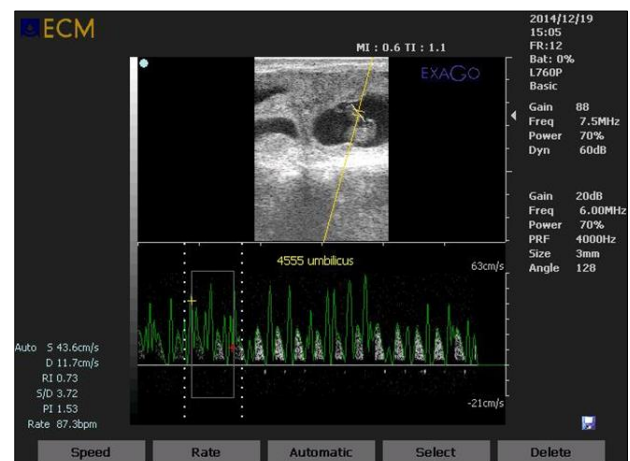 ECM
MI : 0.6 TI : 1.1
EXAGO
2014/12/19
15:05
FR:12
Bat: 0%
L760P
Basic
Gain 88
Freq 7.5MHz
Power 70%
Dyn 60dB
Gain 20dB
Freq 6.00MHz
Power 70%
PRF 4000Hz
Size 3mm
Angle 128
4555 umbilicus
63cm/s
-21cm/s
Auto S 43.6cm/s
D 11.7cm/s
RI 0.73
S/D 3.72
PI 1.53
Rate 87.3bpm
Speed Rate Automatic Select Delete